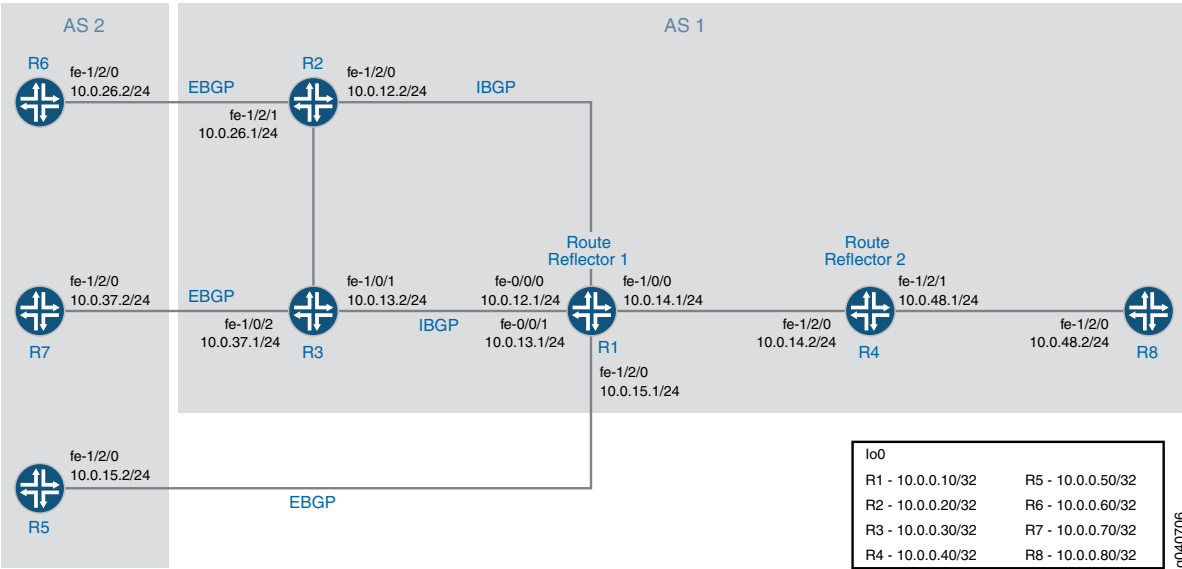 AS 2
AS 1
R6
fe-1/2/0
10.0.26.2/24
EBGP
R2
fe-1/2/0
10.0.12.2/24
IBGP
fe-1/2/1
10.0.26.1/24
Route
Reflector 1
Route
Reflector 2
fe-1/2/0
10.0.37.2/24
EBGP
R7
fe-1/0/2
10.0.37.1/24
R3
fe-1/0/1
10.0.13.2/24
IBGP
fe-0/0/0
10.0.12.1/24
fe-0/0/1
10.0.13.1/24
fe-1/0/0
10.0.14.1/24
R1
fe-1/2/0
10.0.15.1/24
fe-1/2/0
10.0.14.2/24
R4
fe-1/2/1
10.0.48.1/24
fe-1/2/0
10.0.48.2/24
R8
fe-1/2/0
10.0.15.2/24
R5
EBGP
lo0
R1 - 10.0.0.10/32
R5 - 10.0.0.50/32
R2 - 10.0.0.20/32
R6 - 10.0.0.60/32
R3 - 10.0.0.30/32
R7 - 10.0.0.70/32
R4 - 10.0.0.40/32
R8 - 10.0.0.80/32
g040706